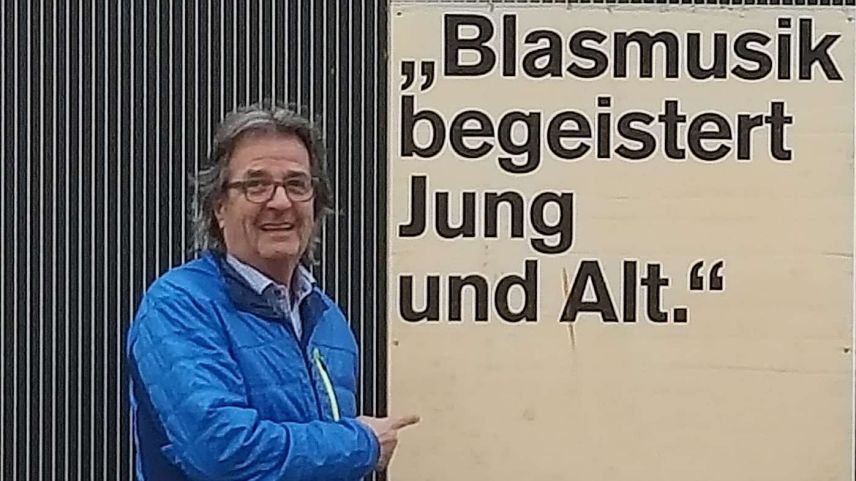 „Blasmusik
begeistert
Jung
und Alt.“